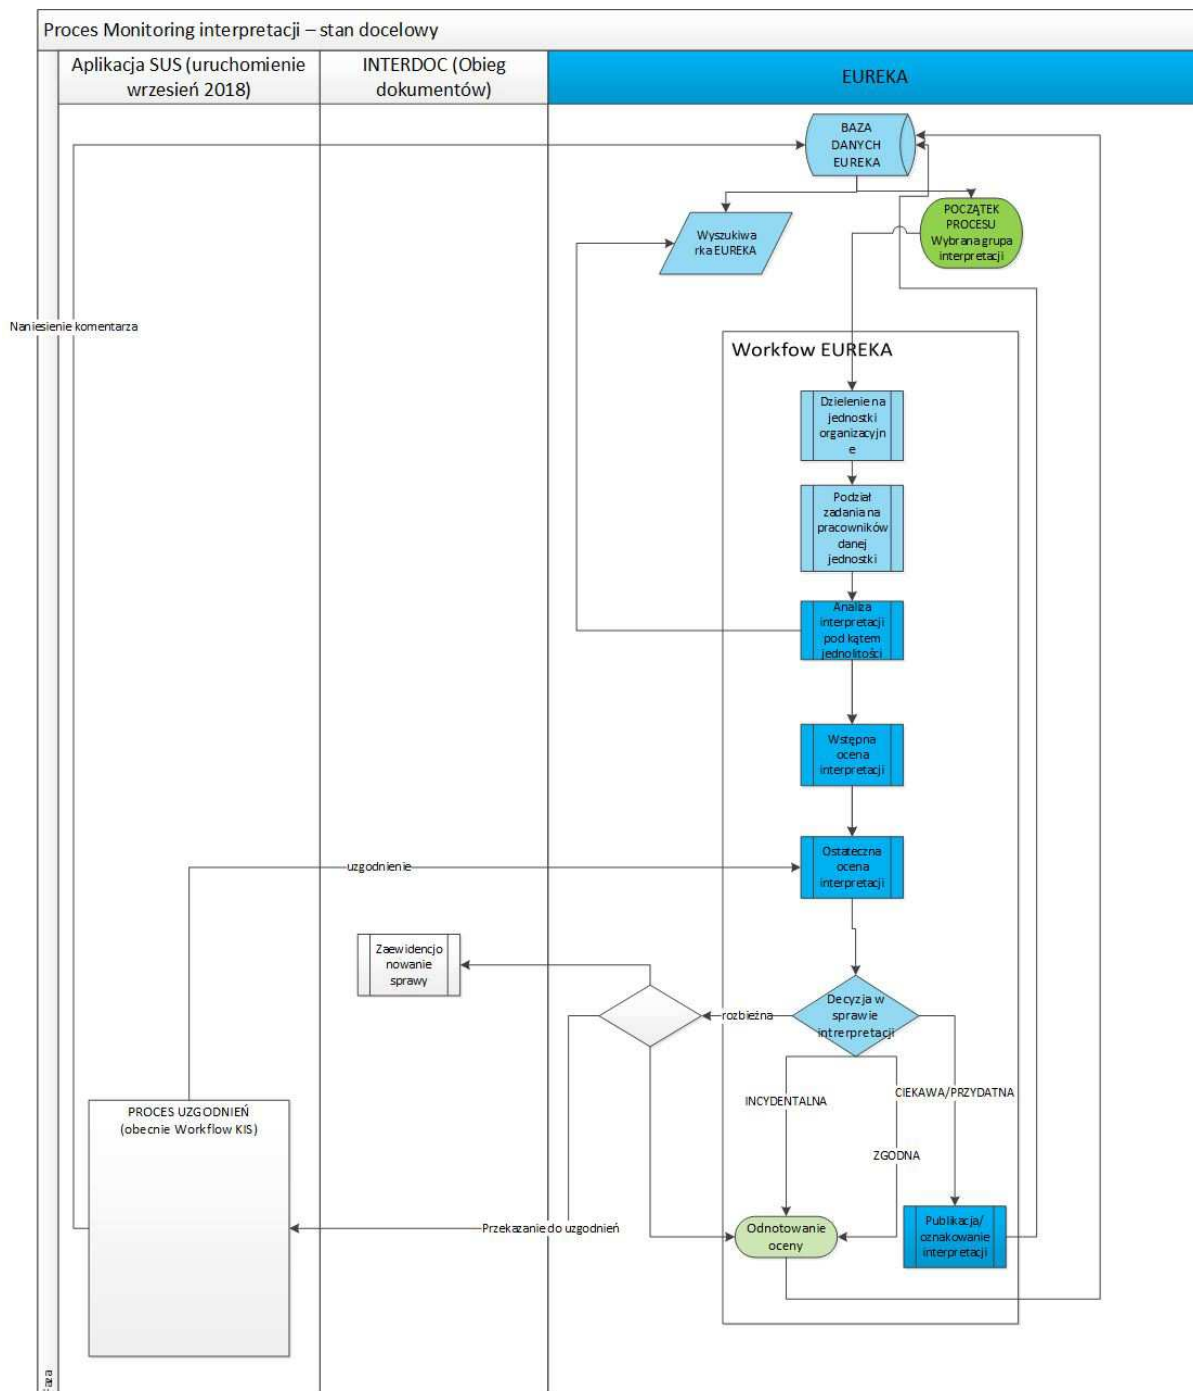 Proces Monitoring interpretacji – stan docelowy
Aplikacja SUS (uruchomienie
wrzesień 2018)
INTERDOC (Obieg
dokumentów)
EUREKA
BAZA
DANYCH
EUREKA
Wyszukiwa
rka EUREKA
POCZĄTEK
PROCESU
Wybrana grupa
interpretacji
Naniesienie komentarza
Workfow EUREKA
Dzielenie na
jednostki
organizacyjn
e
Podział
zadania na
pracowników
danej
jednostki
Analiza
interpretacji
pod kątem
jednolitości
Wstępna
ocena
interpretacji
uzgodnienie
Ostateczna
ocena
interpretacji
Zaewidencjo
nowanie
sprawy
rozbieżna
Decyzja w
sprawie
intrerpretacji
INCYDENTALNA
CIEKAWA/PRZYDATNA
ZGODNA
PROCES UZGODNIEŃ
(obecnie Workflow KIS)
Przekazanie do uzgodnień
Odnotowanie
oceny
Publikacja/
oznakowanie
interpretacji
Faza